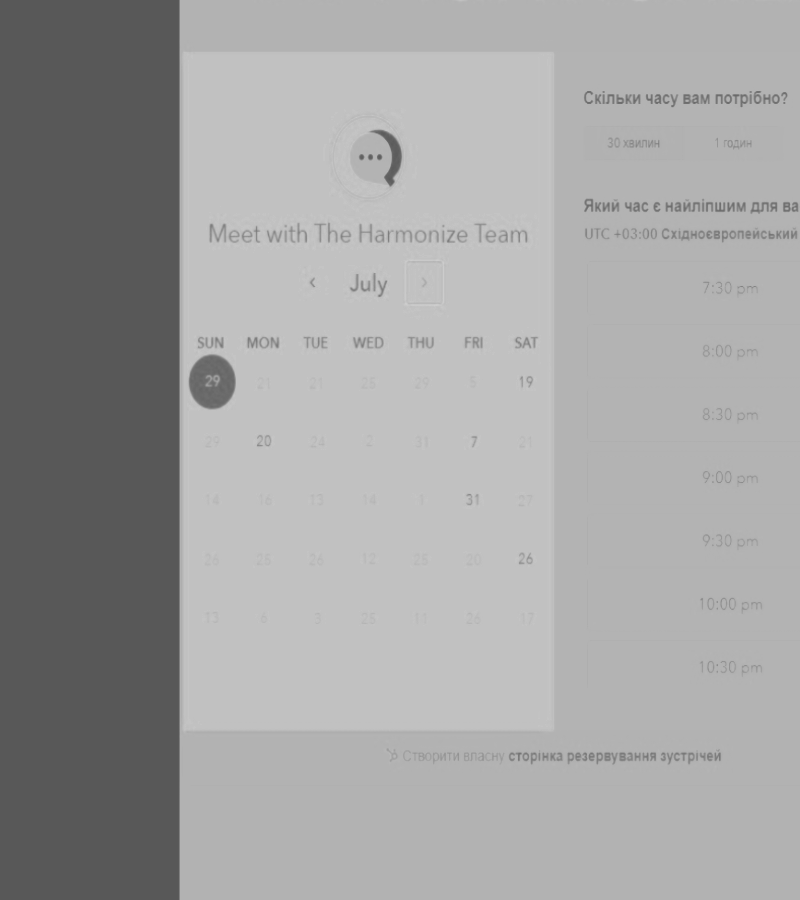 Meet with The Harmonize Team
‹ July ›
SUN MON TUE WED THU FRI SAT
29 21 21 25 29 5 19
29 20 24 2 31 7 21
14 16 13 14 1 31 27
26 25 26 12 25 20 26
13 3 25 11 26 17
Скільки часу вам потрібно?
30 хвилин 1 годин
Який час є найліпшим для ва
UTC +03:00 Східноєвропейський
7:30 pm
8:00 pm
8:30 pm
9:00 pm
9:30 pm
10:00 pm
10:30 pm
Створити власну сторінка резервування зустрічей